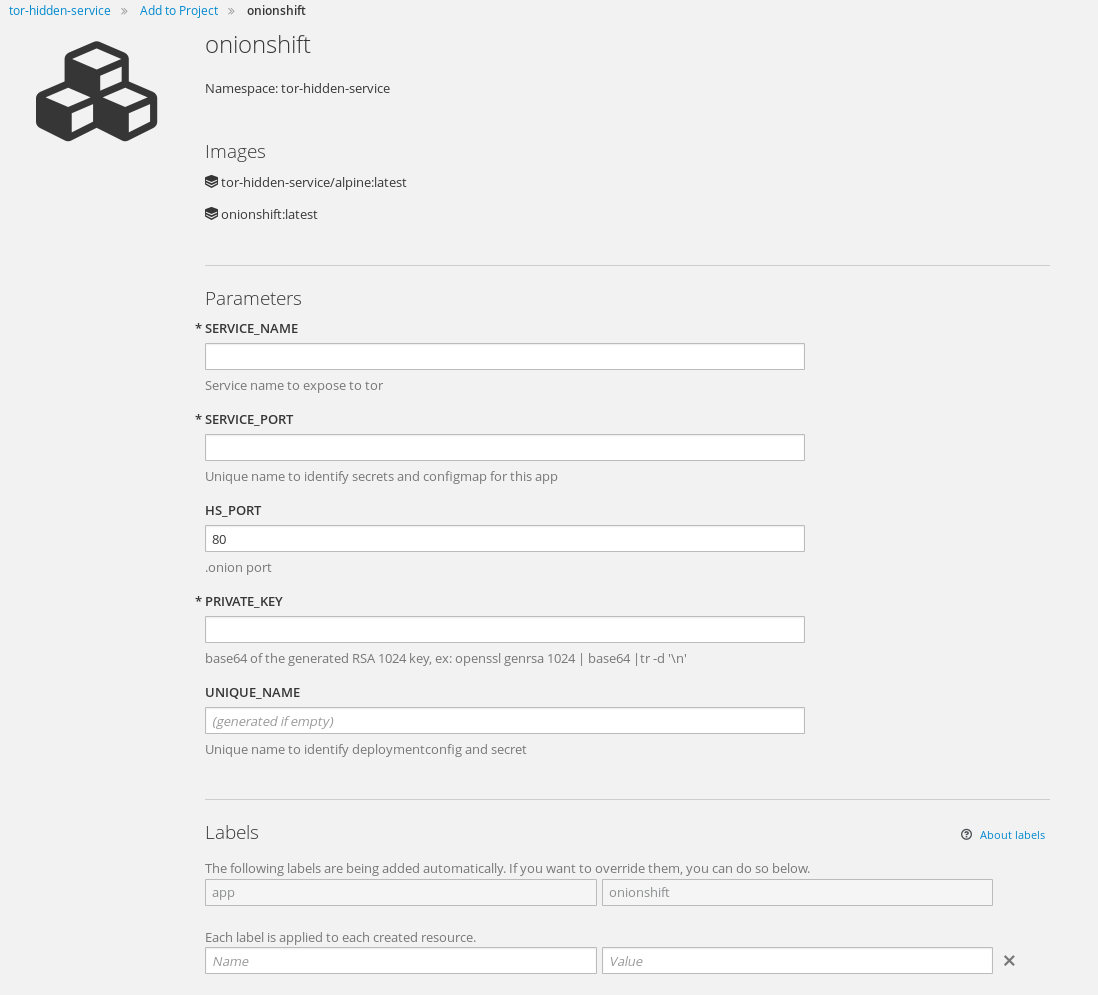 tor-hidden-service » Add to Project » onionshift
onionshift
Namespace: tor-hidden-service
Images
tor-hidden-service/alpine:latest
onionshift:latest
Parameters
* SERVICE_NAME
Service name to expose to tor
* SERVICE_PORT
Unique name to identify secrets and configmap for this app
HS_PORT
80
.onion port
* PRIVATE_KEY
base64 of the generated RSA 1024 key, ex: openssl genrsa 1024 | base64 |tr -d '\n'
UNIQUE_NAME
(generated if empty)
Unique name to identify deploymentconfig and secret
Labels
About labels
The following labels are being added automatically. If you want to override them, you can do so below.
app onionshift
Each label is applied to each created resource.
Name Value